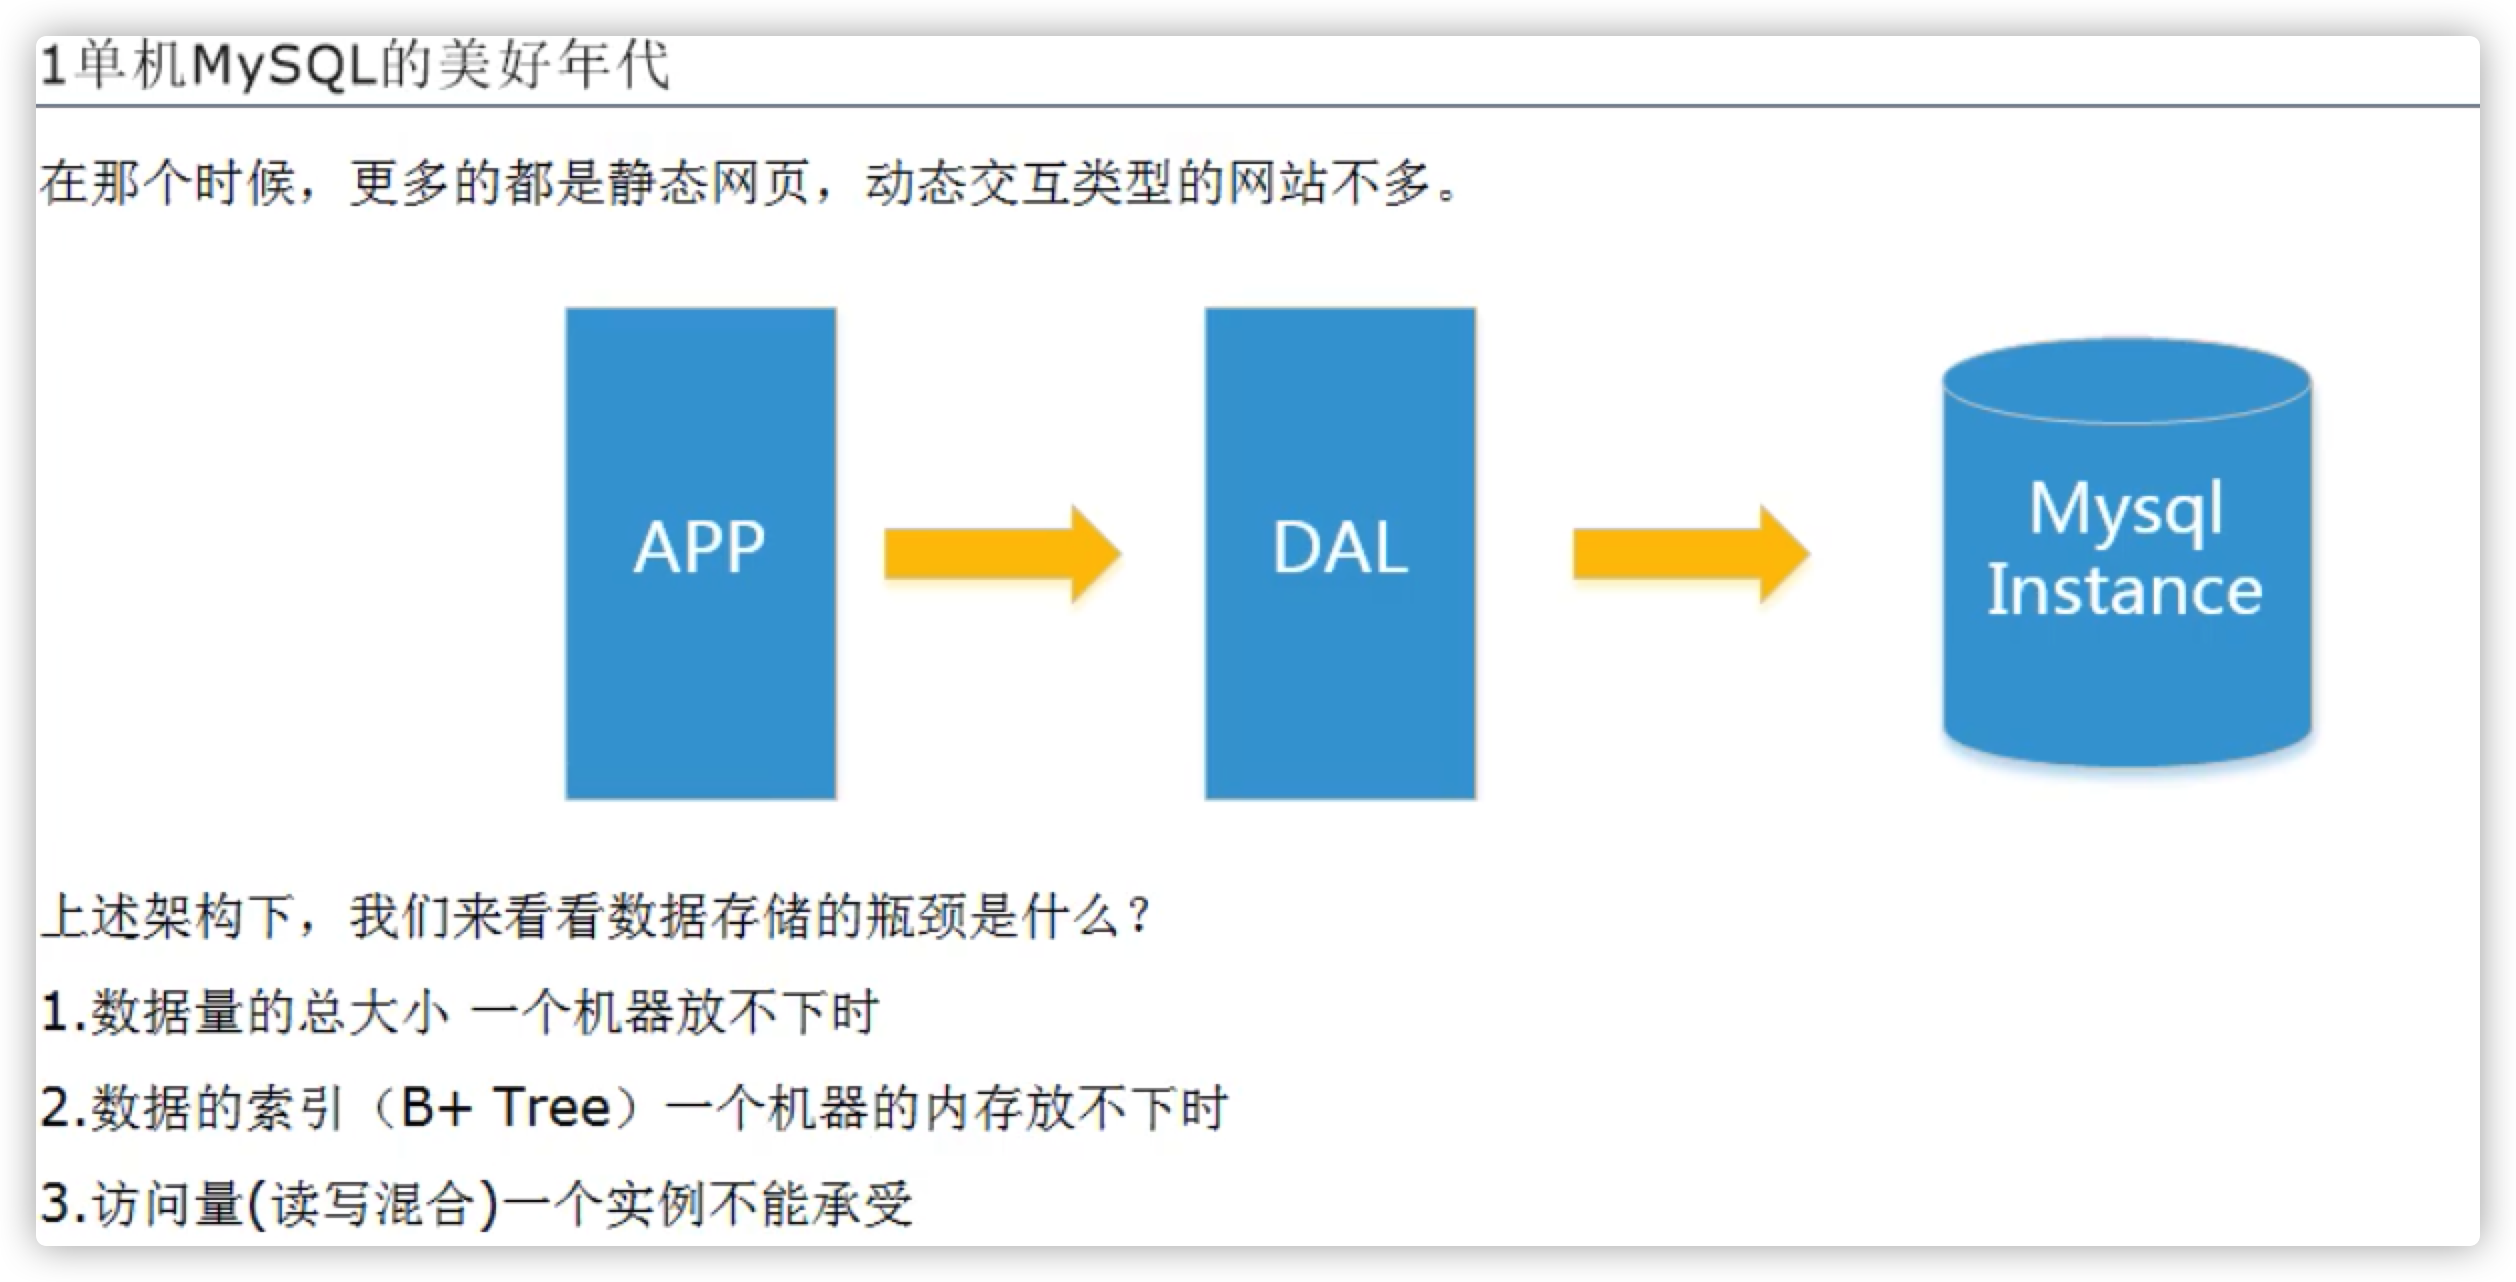 1单机MySQL的美好年代
在那个时候，更多的都是静态网页，动态交互类型的网站不多。
APP
DAL
Mysql
Instance
上述架构下，我们来看看数据存储的瓶颈是什么？
1.数据量的总大小 一个机器放不下时
2.数据的索引（B+ Tree）一个机器的内存放不下时
3.访问量(读写混合)一个实例不能承受